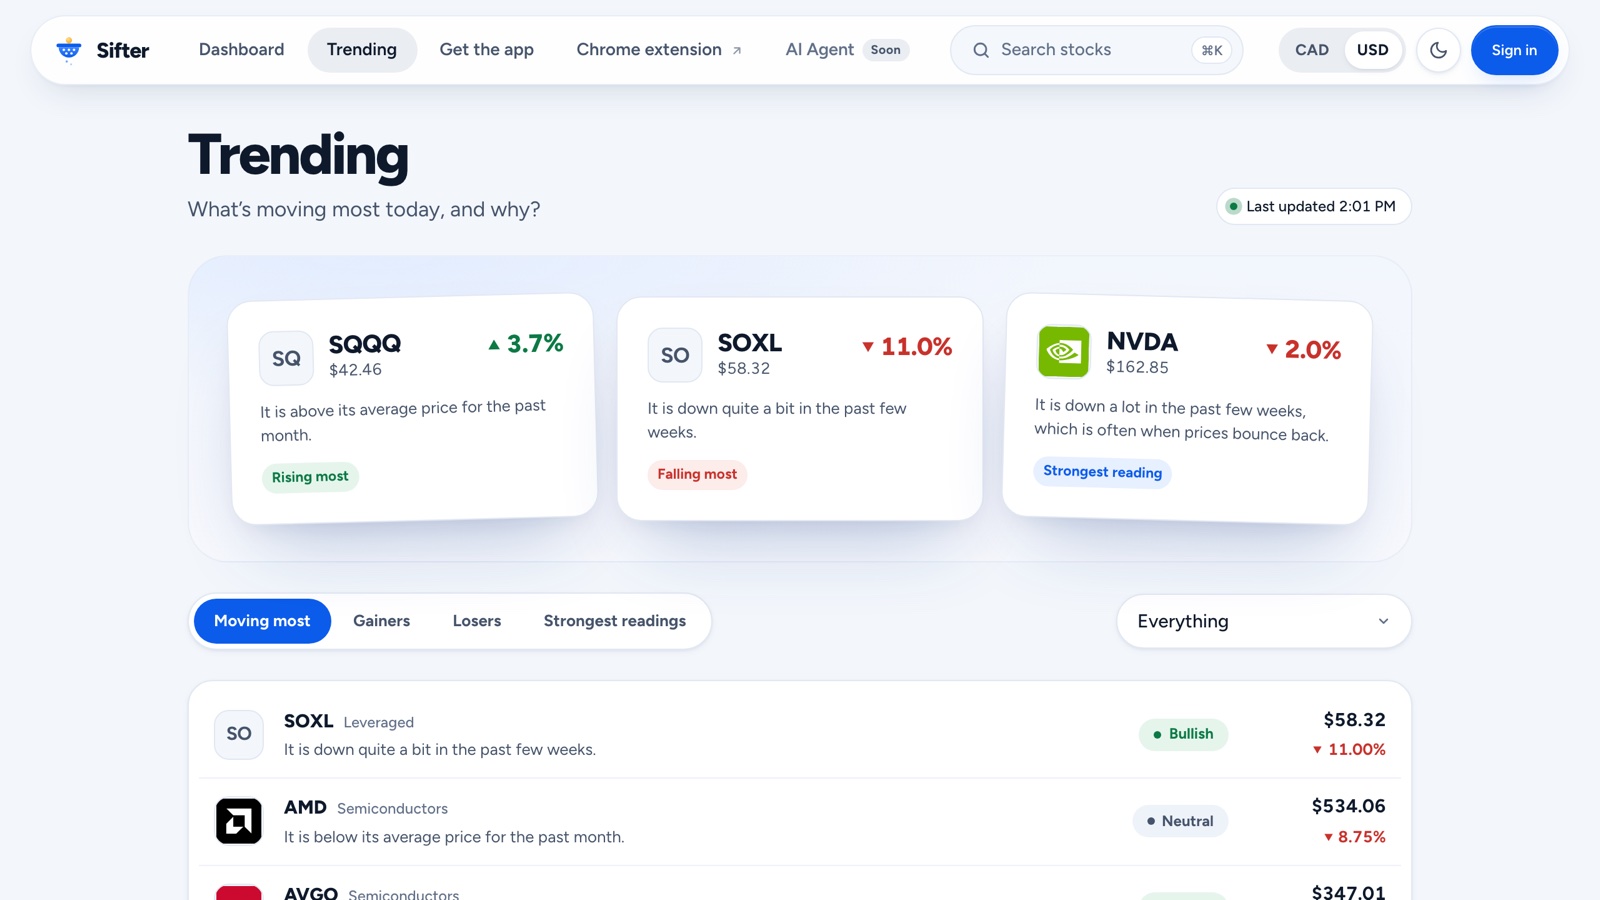 Sifter
Dashboard
Trending
Get the app
Chrome extension ↗
AI Agent Soon
Search stocks ⌘K
CAD USD
Sign in
Trending
What's moving most today, and why?
Last updated 2:01 PM
SQ
SQQQ
▲ 3.7%
$42.46
It is above its average price for the past
month.
Rising most
SO
SOXL
▼ 11.0%
$58.32
It is down quite a bit in the past few
weeks.
Falling most
NVDA
▼ 2.0%
$162.85
It is down a lot in the past few weeks,
which is often when prices bounce back.
Strongest reading
Moving most
Gainers
Losers
Strongest readings
Everything
SO
SOXL Leveraged
It is down quite a bit in the past few weeks.
Bullish
$58.32
▼ 11.00%
AMD Semiconductors
It is below its average price for the past month.
Neutral
$534.06
▼ 8.75%
AVGO Semiconductors
$347.01